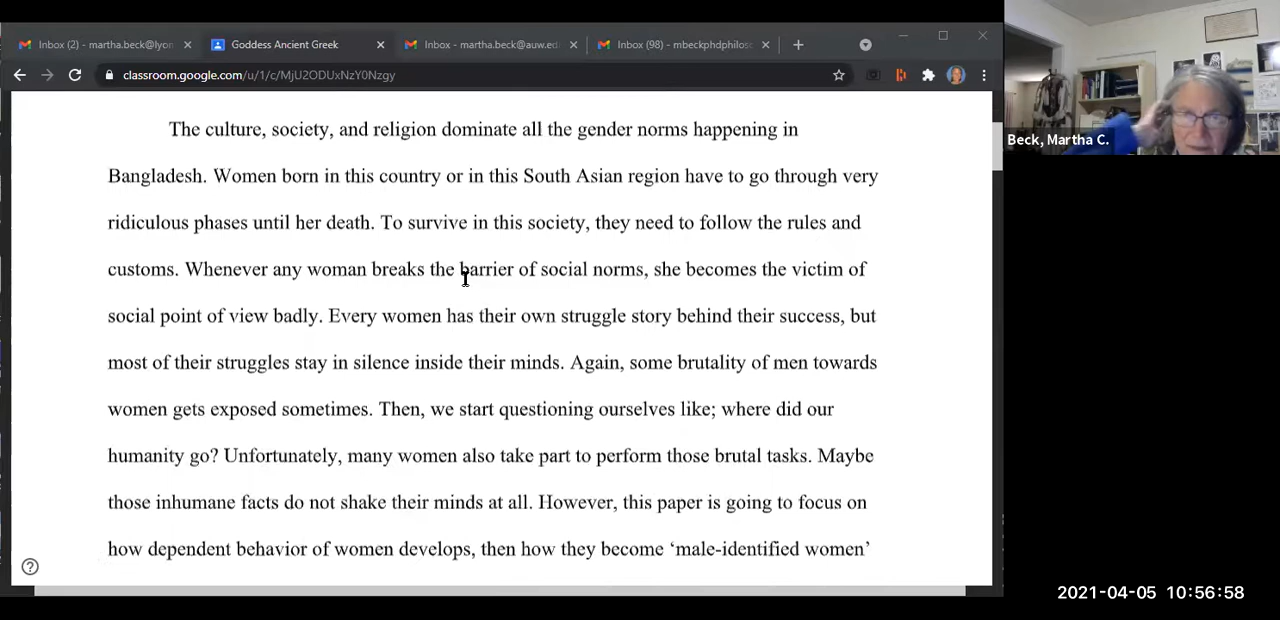 Inbox (2) - martha.beck@lyon
Goddess Ancient Greek
Inbox - martha.beck@auw.ed
Inbox (98) - mbeckphdphilos
classroom.google.com/u/1/c/MjU2ODUxNzY0Nzgy
The culture, society, and religion dominate all the gender norms happening in
Bangladesh. Women born in this country or in this South Asian region have to go through very
ridiculous phases until her death. To survive in this society, they need to follow the rules and
customs. Whenever any woman breaks the barrier of social norms, she becomes the victim of
social point of view badly. Every women has their own struggle story behind their success, but
most of their struggles stay in silence inside their minds. Again, some brutality of men towards
women gets exposed sometimes. Then, we start questioning ourselves like; where did our
humanity go? Unfortunately, many women also take part to perform those brutal tasks. Maybe
those inhumane facts do not shake their minds at all. However, this paper is going to focus on
how dependent behavior of women develops, then how they become ‘male-identified women’
Beck, Martha C.
2021-04-05 10:56:58